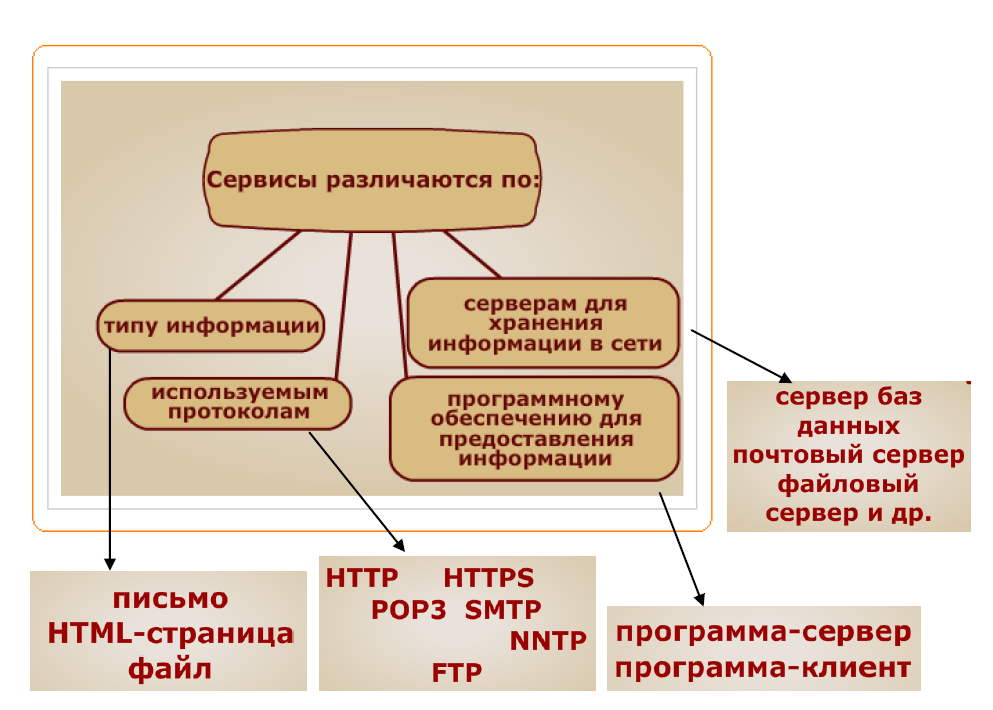 Сервисы различаются по:
типу информации
используемым
протоколам
серверам для
хранения
информации в сети
программному
обеспечению для
предоставления
информации
сервер баз
данных
почтовый сервер
файловый
сервер и др.
письмо
HTML-страница
файл
HTTP HTTPS
POP3 SMTP
NNTP
FTP
программа-сервер
программа-клиент